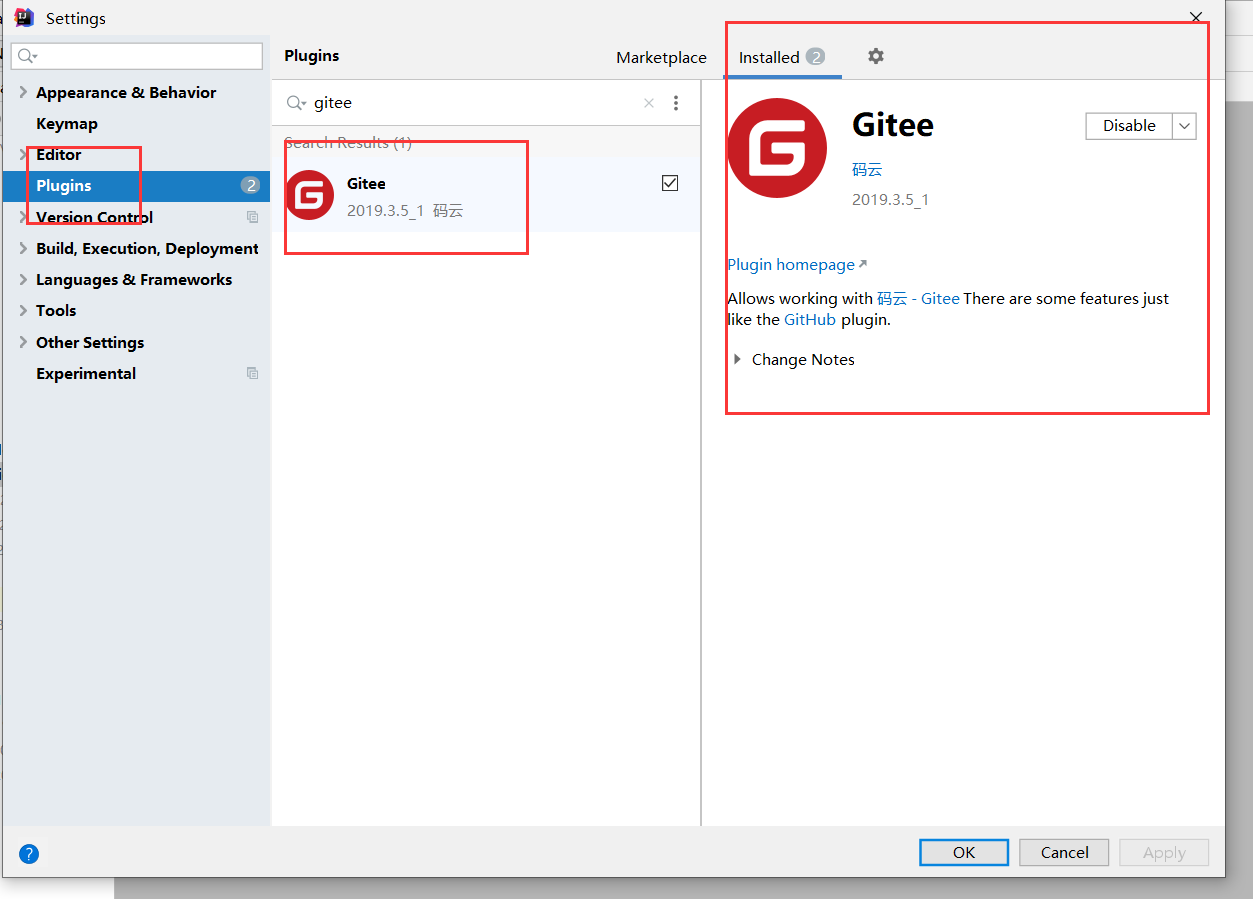 Settings
Appearance & Behavior
Keymap
Editor
Plugins 2
Version Control
Build, Execution, Deployment
Languages & Frameworks
Tools
Other Settings
Experimental
Plugins
Marketplace
Installed 2
gitee
Search Results (1)
Gitee
2019.3.5_1 码云
Gitee
Disable
码云
2019.3.5_1
Plugin homepage
Allows working with 码云 - Gitee There are some features just
like the GitHub plugin.
Change Notes
?
OK
Cancel
Apply